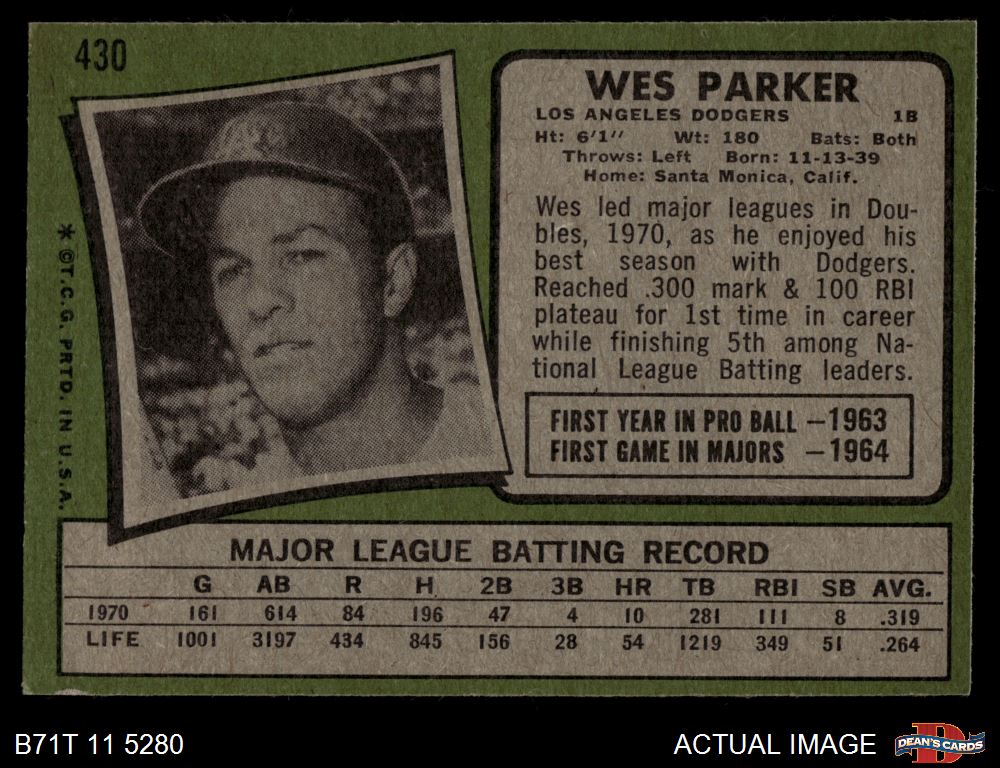 430
* ©T.C.G. PRTD. IN U.S.A.
WES PARKER
LOS ANGELES DODGERS 1B
Ht: 6'1" Wt: 180 Bats: Both
Throws: Left Born: 11-13-39
Home: Santa Monica, Calif.
Wes led major leagues in Dou-
bles, 1970, as he enjoyed his
best season with Dodgers.
Reached .300 mark & 100 RBI
plateau for 1st time in career
while finishing 5th among Na-
tional League Batting leaders.
FIRST YEAR IN PRO BALL —1963
FIRST GAME IN MAJORS —1964
MAJOR LEAGUE BATTING RECORD
G AB R H 2B 3B HR TB RBI SB AVG.
1970 161 614 84 196 47 4 10 281 111 8 .319
LIFE 1001 3197 434 845 156 28 54 1219 349 51 .264
B71T 11 5280
ACTUAL IMAGE
D
DEAN'S CARDS